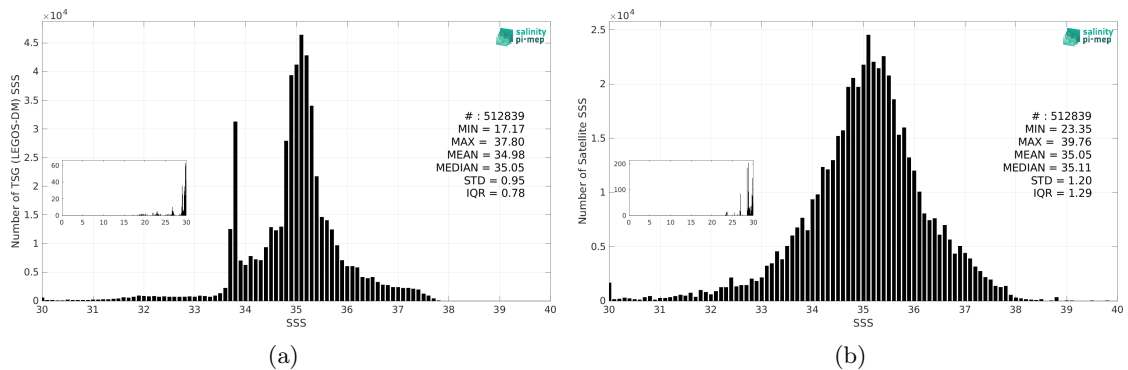 ×10⁴
4.5
4
3.5
3
2.5
2
1.5
1
0.5
0
Number of TSG (LEGOS-DM) SSS
salinity
pi-mep
# : 512839
MIN = 17.17
MAX = 37.80
MEAN = 34.98
MEDIAN = 35.05
STD = 0.95
IQR = 0.78
60
40
20
0
0 5 10 15 20 25 30
30 31 32 33 34 35 36 37 38 39 40
SSS
(a)
×10⁴
2.5
2
1.5
1
0.5
0
Number of Satellite SSS
salinity
pi-mep
# : 512839
MIN = 23.35
MAX = 39.76
MEAN = 35.05
MEDIAN = 35.11
STD = 1.20
IQR = 1.29
200
100
0
0 5 10 15 20 25 30
30 31 32 33 34 35 36 37 38 39 40
SSS
(b)